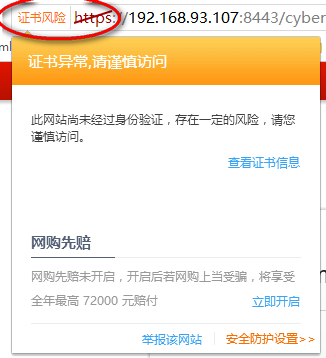 证书风险 https://192.168.93.107:8443/cyber
证书异常,请谨慎访问
此网站尚未经过身份验证，存在一定的风险，请您
谨慎访问。
查看证书信息
网购先赔
网购先赔未开启，开启后若网购上当受骗，将享受
全年最高 72000 元赔付 立即开启
举报该网站 安全防护设置>>